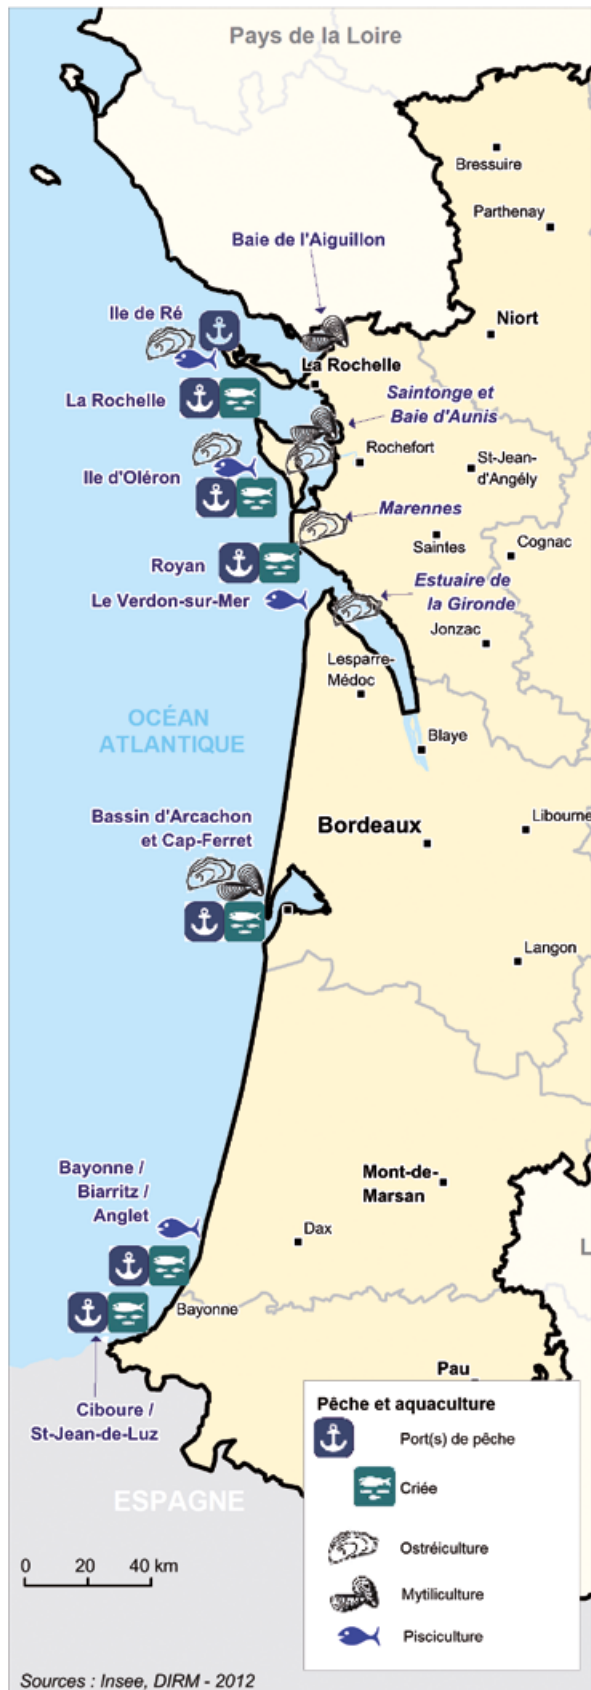 Pays de la Loire
Bressuire
Parthenay
Baie de l'Aiguillon
Ile de Ré
Niort
La Rochelle
La Rochelle
Saintonge et
Baie d'Aunis
Rochefort
St-Jean-
d'Angély
Ile d'Oléron
Marennes
Saintes
Cognac
Royan
Le Verdon-sur-Mer
Estuaire de
la Gironde
Jonzac
Lesparre-
Médoc
OCÉAN
ATLANTIQUE
Blaye
Bassin d'Arcachon
et Cap-Ferret
Bordeaux
Libourne
Langon
Bayonne /
Biarritz /
Anglet
Mont-de-
Marsan
Dax
L
Bayonne
Pau
Ciboure /
St-Jean-de-Luz
ESPAGNE
Pêche et aquaculture
Port(s) de pêche
Criée
Ostréiculture
Mytiliculture
Pisciculture
0 20 40 km
Sources : Insee, DIRM - 2012